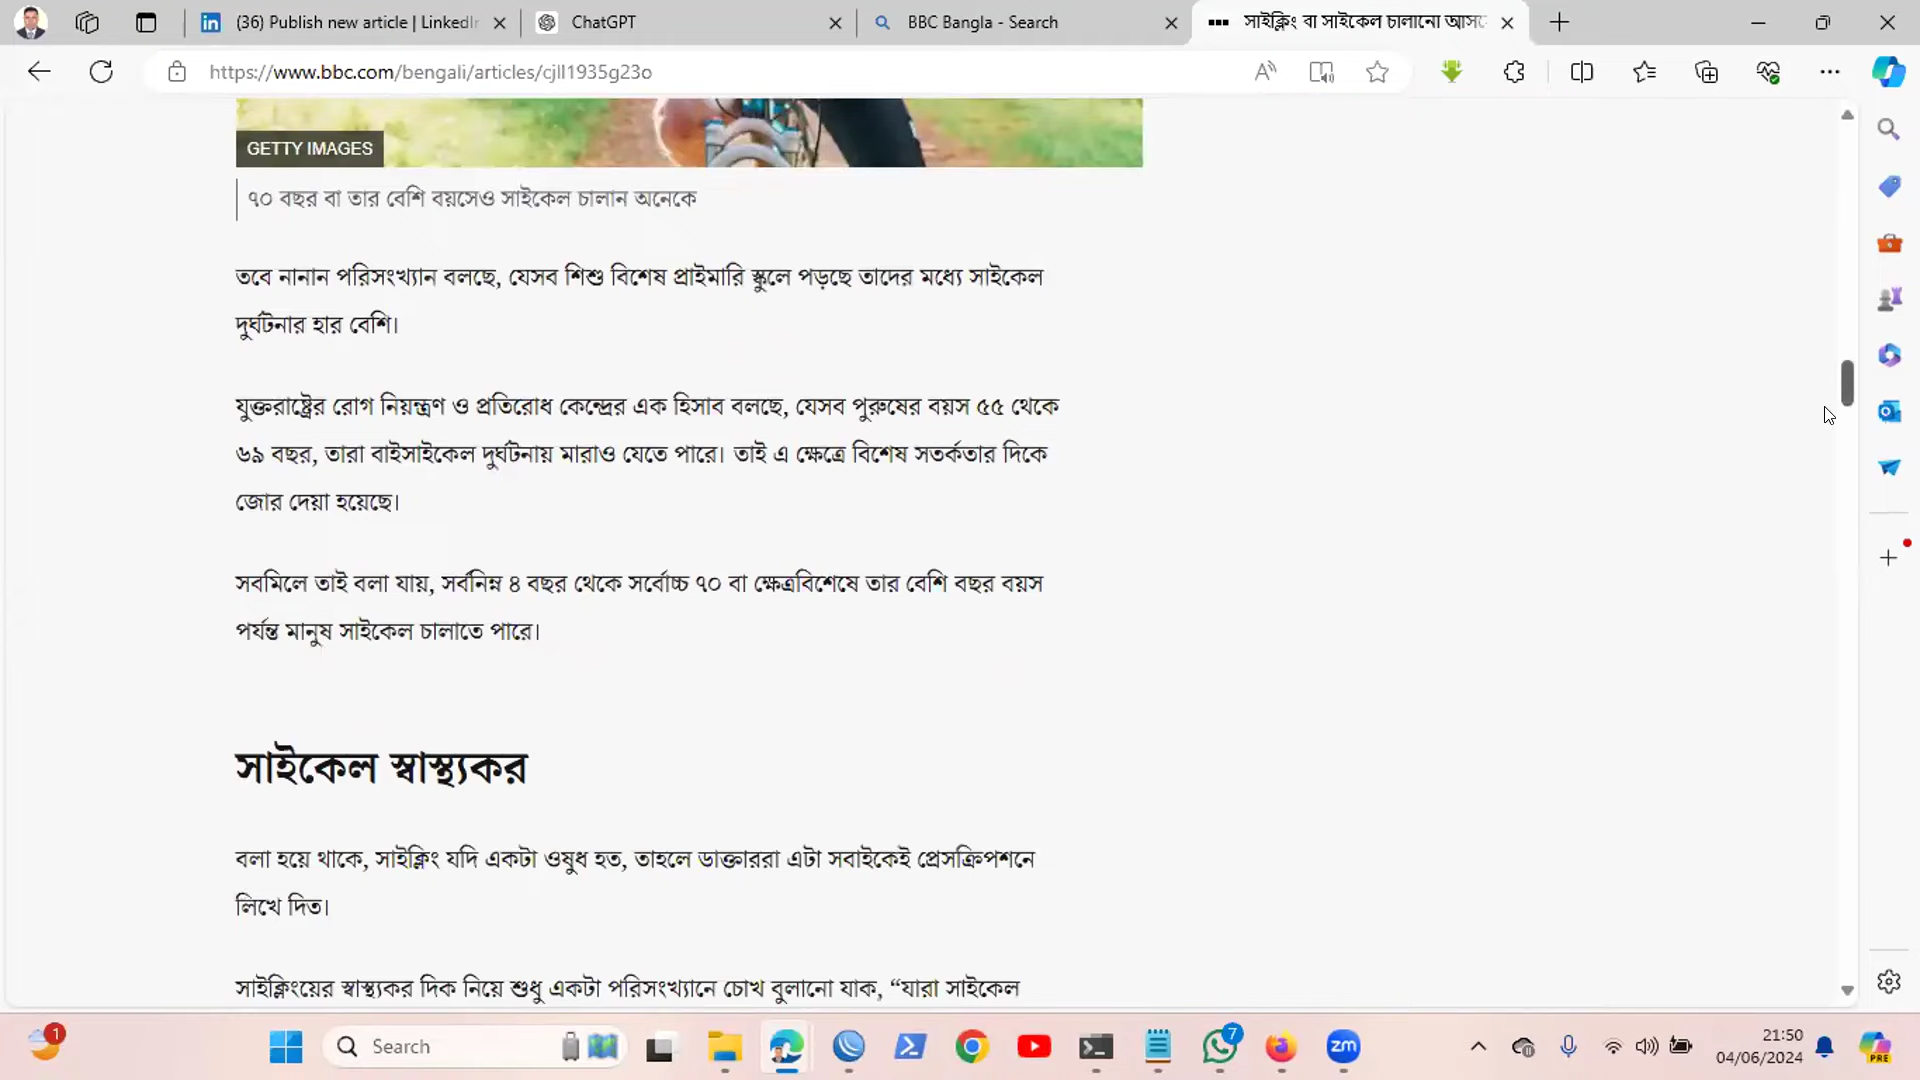 (36) Publish new article | LinkedIn
ChatGPT
BBC Bangla - Search
সাইক্লিং বা সাইকেল চালানো আসলে
https://www.bbc.com/bengali/articles/cjll1935g23o
GETTY IMAGES
৭০ বছর বা তার বেশি বয়সেও সাইকেল চালান অনেকে
তবে নানান পরিসংখ্যান বলছে, যেসব শিশু বিশেষ প্রাইমারি স্কুলে পড়ছে তাদের মধ্যে সাইকেল
দুর্ঘটনার হার বেশি।
যুক্তরাষ্ট্রের রোগ নিয়ন্ত্রণ ও প্রতিরোধ কেন্দ্রের এক হিসাব বলছে, যেসব পুরুষের বয়স ৫৫ থেকে
৬৯ বছর, তারা বাইসাইকেল দুর্ঘটনায় মারাও যেতে পারে। তাই এ ক্ষেত্রে বিশেষ সতর্কতার দিকে
জোর দেয়া হয়েছে।
সবমিলে তাই বলা যায়, সর্বনিম্ন ৪ বছর থেকে সর্বোচ্চ ৭০ বা ক্ষেত্রবিশেষে তার বেশি বছর বয়স
পর্যন্ত মানুষ সাইকেল চালাতে পারে।
সাইকেল স্বাস্থ্যকর
বলা হয়ে থাকে, সাইক্লিং যদি একটা ওষুধ হত, তাহলে ডাক্তাররা এটা সবাইকেই প্রেসক্রিপশনে
লিখে দিত।
সাইক্লিংয়ের স্বাস্থ্যকর দিক নিয়ে শুধু একটা পরিসংখ্যানে চোখ বুলানো যাক, “যারা সাইকেল
1
Search
7
zm
21:50
04/06/2024
PRE